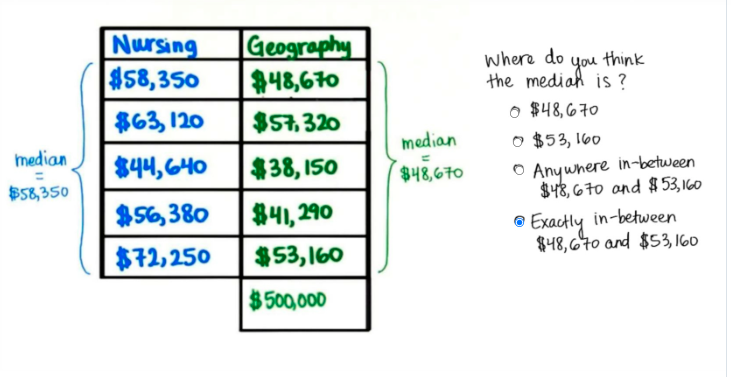 Nursing Geography
$58,350 $48,670
$63,120 $57,320
$44,640 $38,150
$56,380 $41,290
$72,250 $53,160
$500,000
median
=
$58,350
median
=
$48,670
Where do you think
the median is ?
$48,670
$53,160
Anywhere in-between
$48,670 and $53,160
Exactly in-between
$48,670 and $53,160